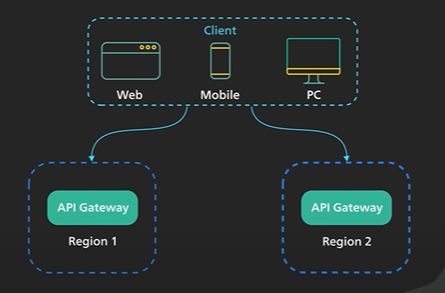 Client
Web
Mobile
PC
API Gateway
Region 1
API Gateway
Region 2